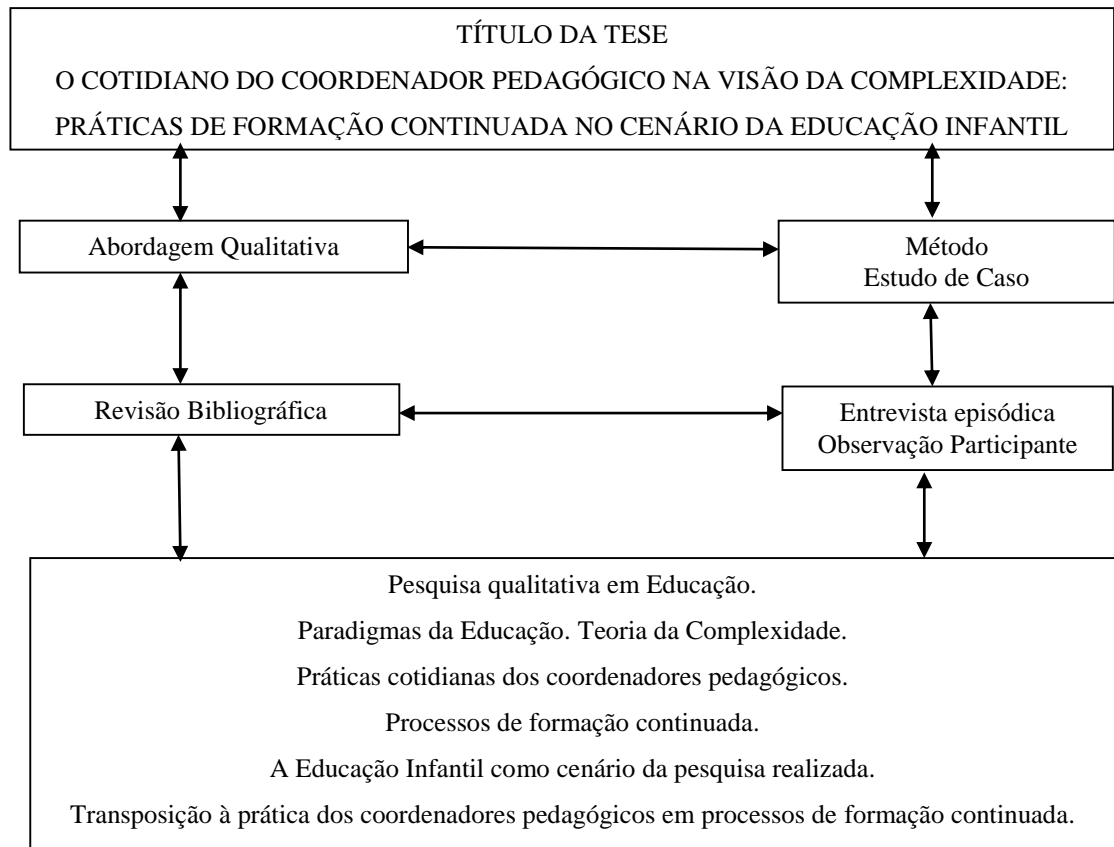 TÍTULO DA TESE
O COTIDIANO DO COORDENADOR PEDAGÓGICO NA VISÃO DA COMPLEXIDADE:
PRÁTICAS DE FORMAÇÃO CONTINUADA NO CENÁRIO DA EDUCAÇÃO INFANTIL
Abordagem Qualitativa
Método
Estudo de Caso
Revisão Bibliográfica
Entrevista episódica
Observação Participante
Pesquisa qualitativa em Educação.
Paradigmas da Educação. Teoria da Complexidade.
Práticas cotidianas dos coordenadores pedagógicos.
Processos de formação continuada.
A Educação Infantil como cenário da pesquisa realizada.
Transposição à prática dos coordenadores pedagógicos em processos de formação continuada.